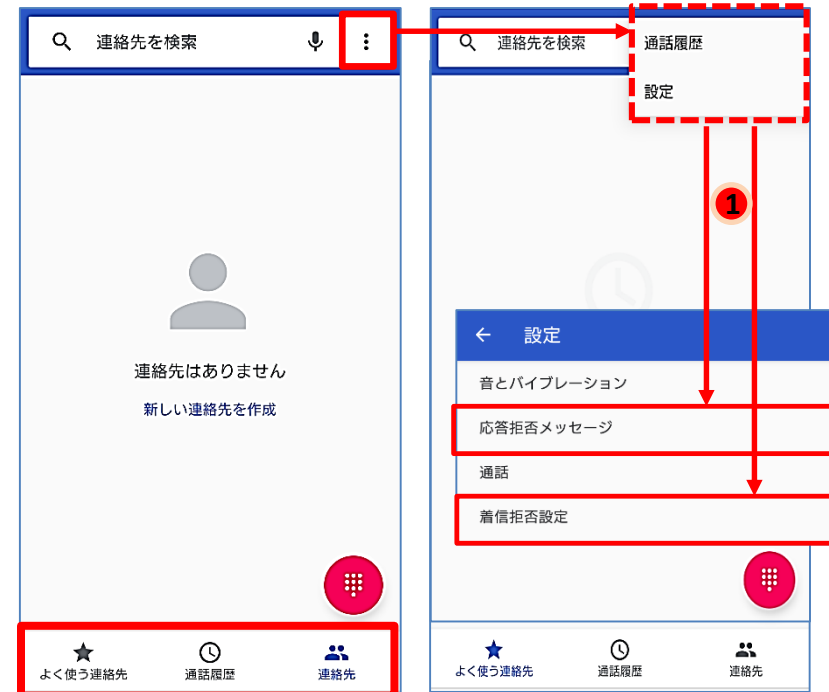 連絡先を検索
連絡先はありません
新しい連絡先を作成
よく使う連絡先
通話履歴
連絡先
連絡先を検索
通話履歴
設定
1
設定
音とバイブレーション
応答拒否メッセージ
通話
着信拒否設定
よく使う連絡先
通話履歴
連絡先